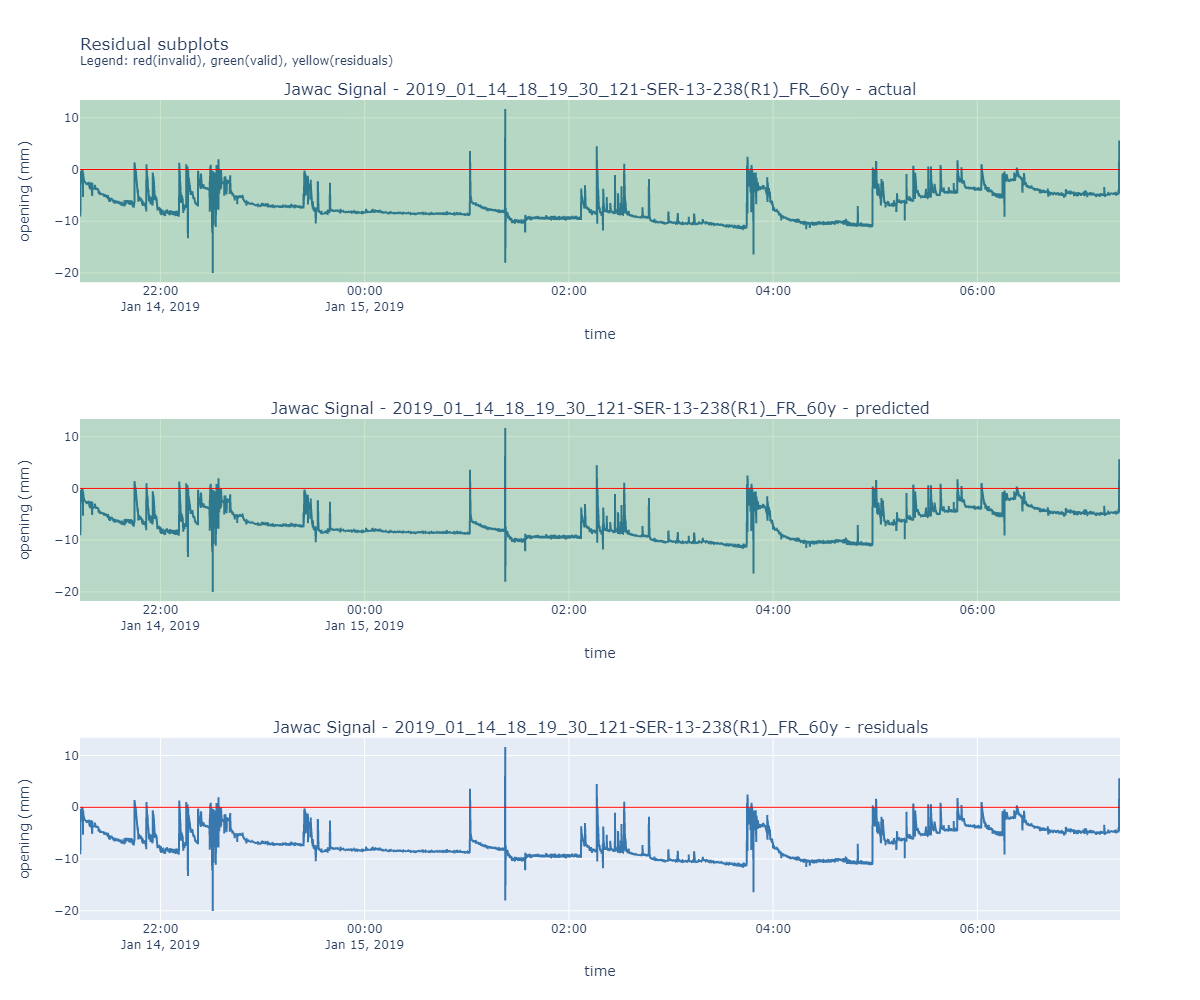 Residual subplots
Legend: red(invalid), green(valid), yellow(residuals)
Jawac Signal - 2019_01_14_18_19_30_121-SER-13-238(R1)_FR_60y - actual
opening (mm)
10
0
−10
−20
22:00
Jan 14, 2019
00:00
Jan 15, 2019
02:00
04:00
06:00
time
Jawac Signal - 2019_01_14_18_19_30_121-SER-13-238(R1)_FR_60y - predicted
opening (mm)
10
0
−10
−20
22:00
Jan 14, 2019
00:00
Jan 15, 2019
02:00
04:00
06:00
time
Jawac Signal - 2019_01_14_18_19_30_121-SER-13-238(R1)_FR_60y - residuals
opening (mm)
10
0
−10
−20
22:00
Jan 14, 2019
00:00
Jan 15, 2019
02:00
04:00
06:00
time